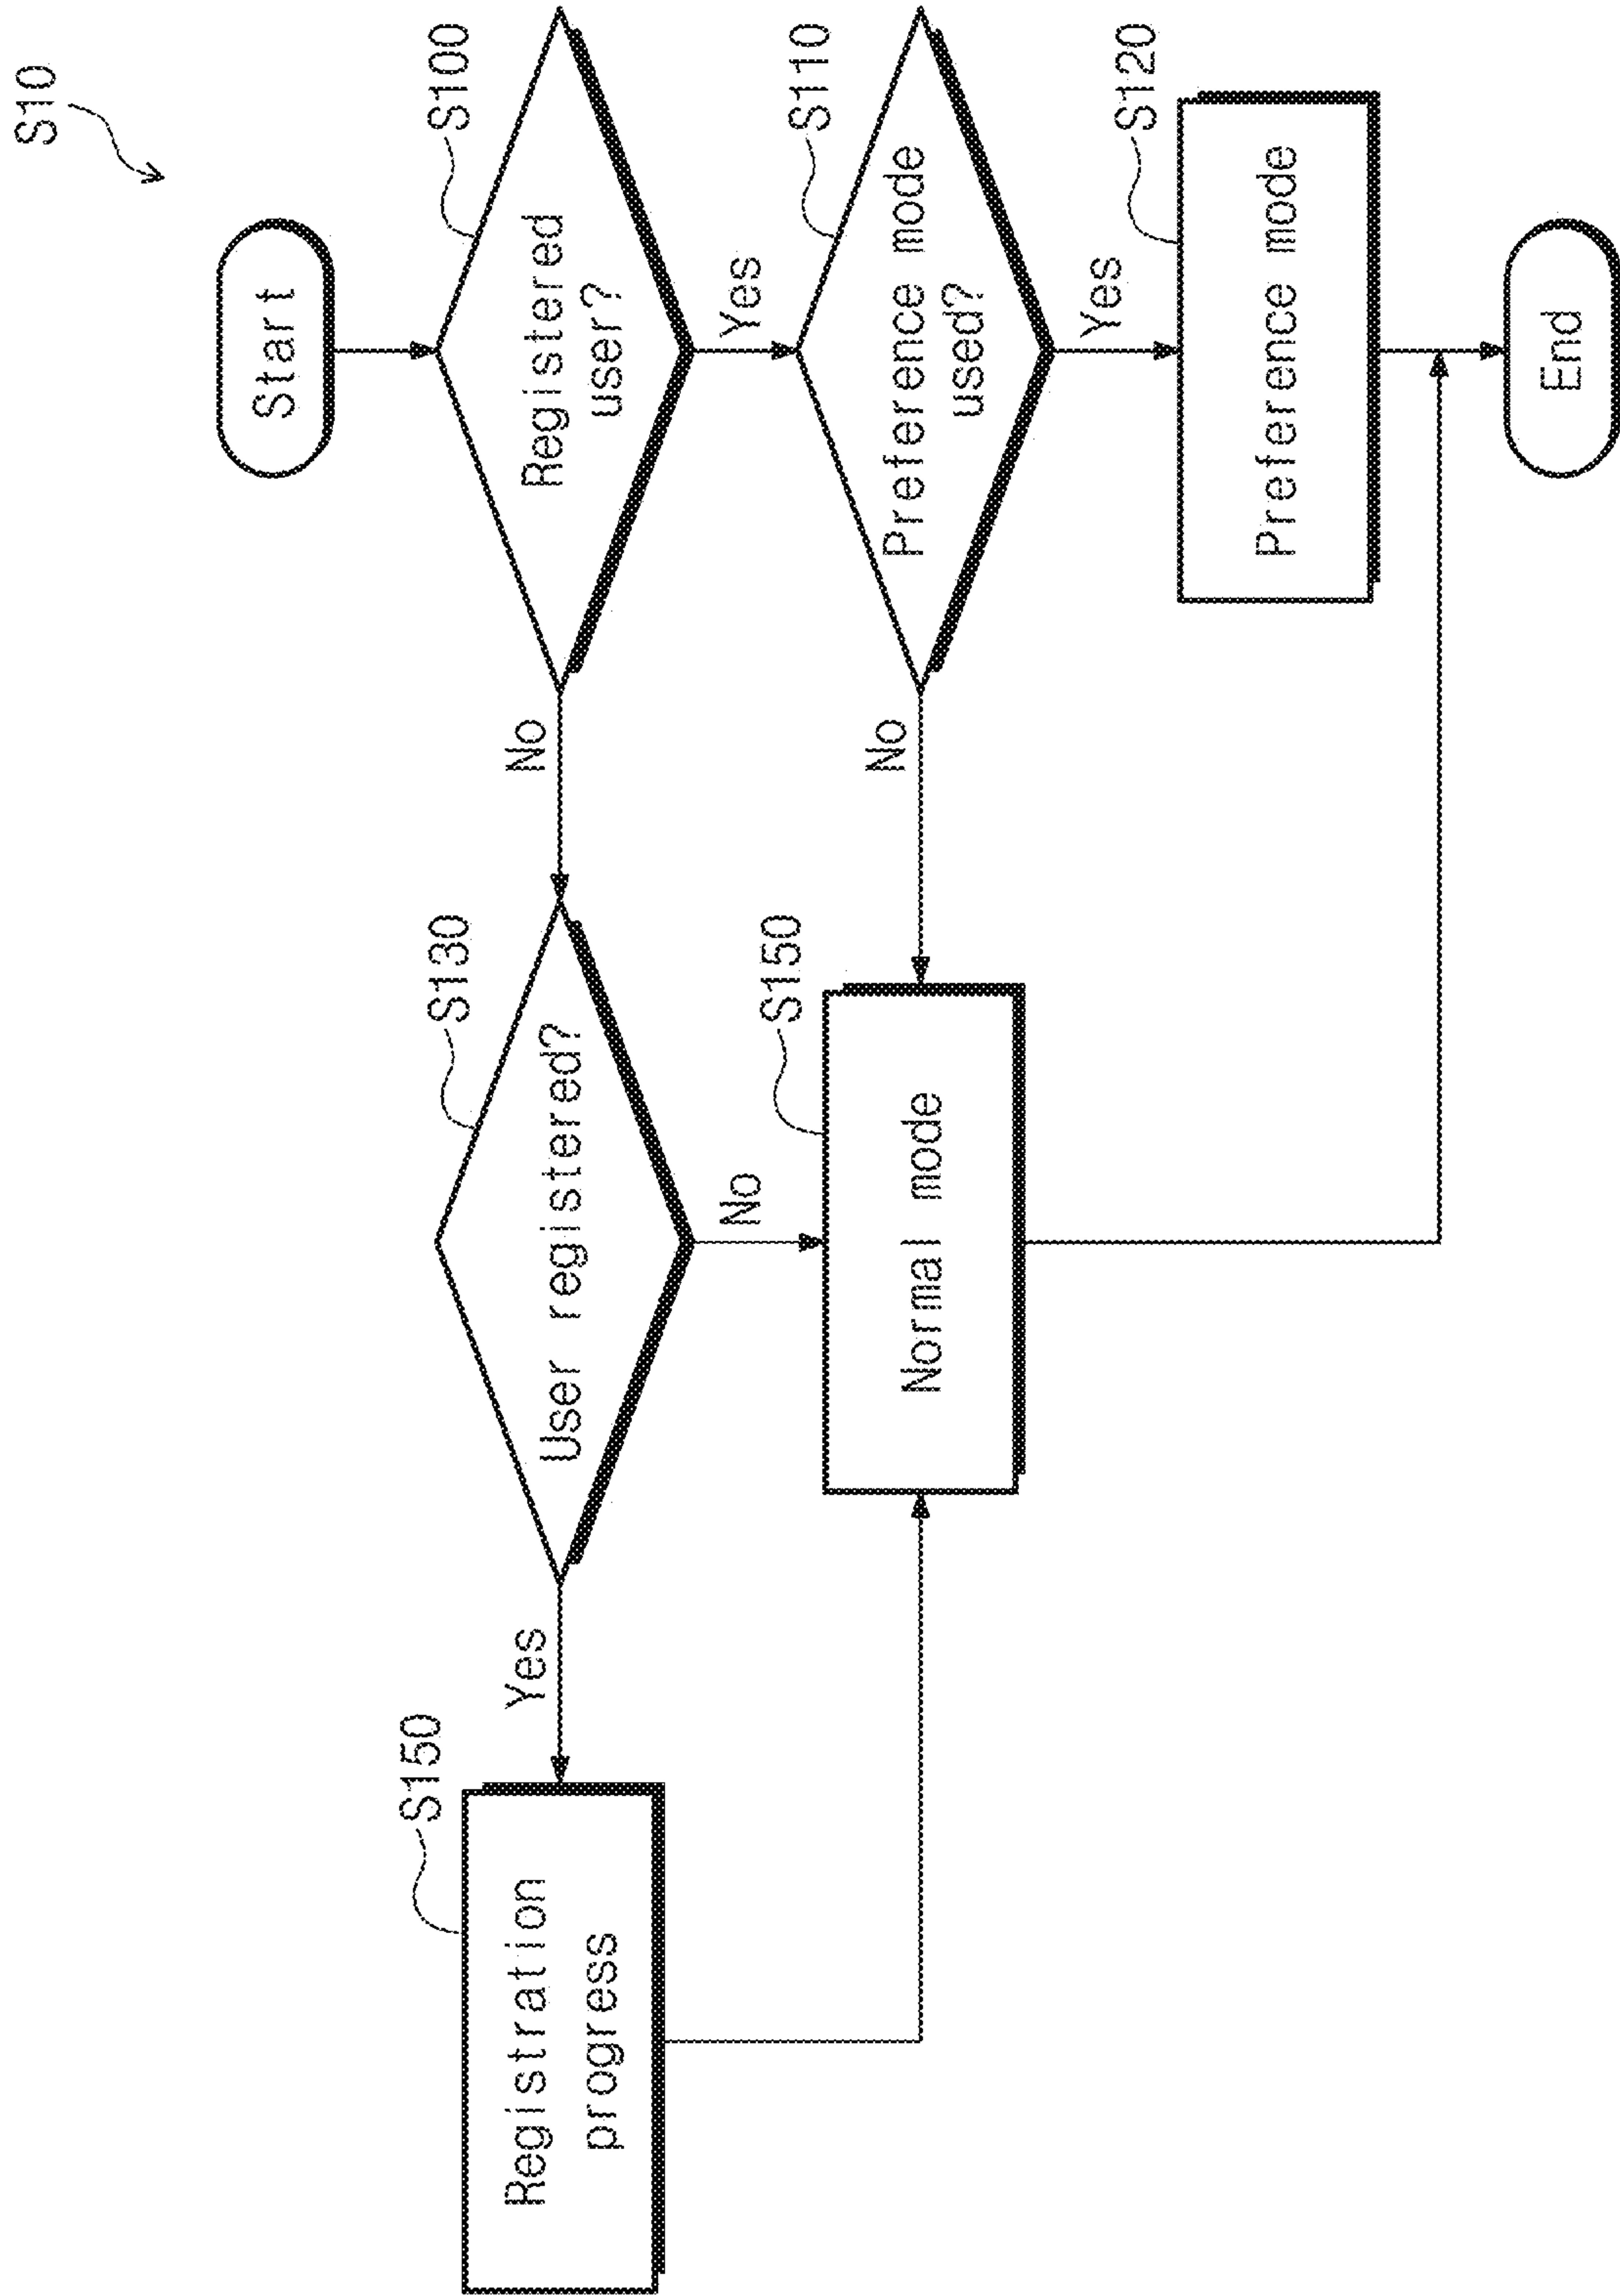 S10
Start
S100
Registered
user?
Yes
No
S110
Preference mode
used?
Yes
No
S120
Preference mode
End
S130
User registered?
Yes
No
S150
Registration
progress
S150
Normal mode